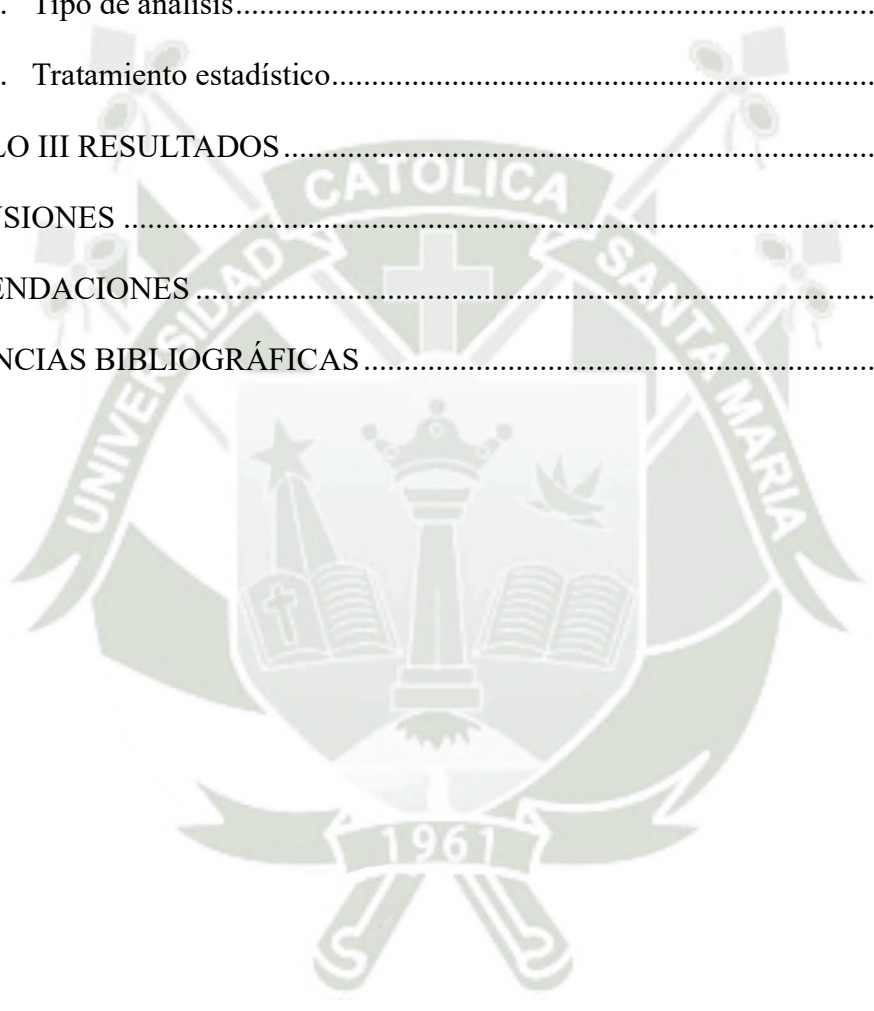 . Tipo de análisis................................................................................
. Tratamiento estadístico....................................................................
LO III RESULTADOS..........................................................................
SIONES ..............................................................................................
ENDACIONES.....................................................................................
NCIAS BIBLIOGRÁFICAS.................................................................
UNIVERSIDAD CATOLICA SANTA MARIA
1961